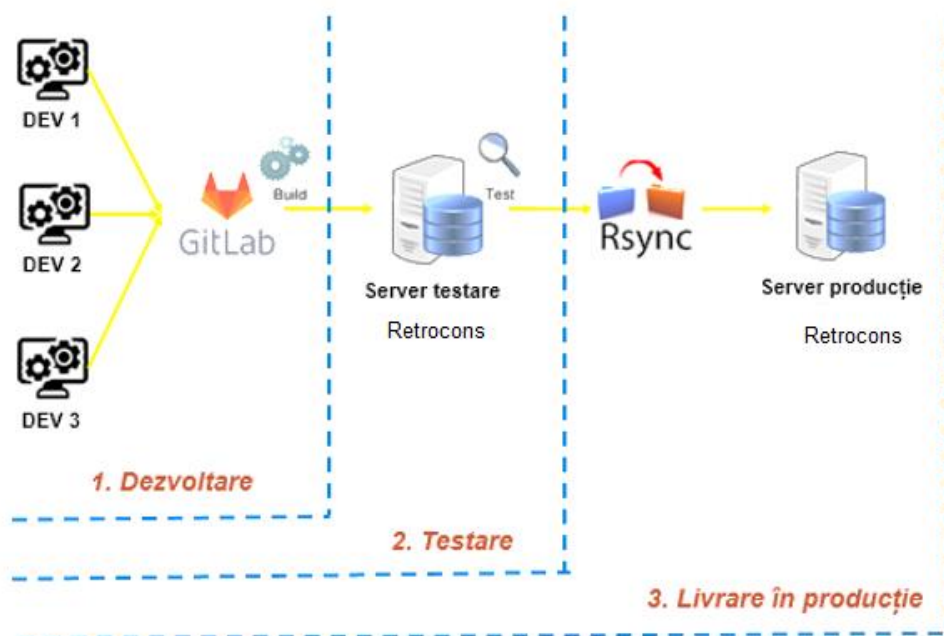 DEV 1
DEV 2
DEV 3
GitLab
Build
Server testare
Retrocons
Test
Rsync
Server producție
Retrocons
1. Dezvoltare
2. Testare
3. Livrare în producție